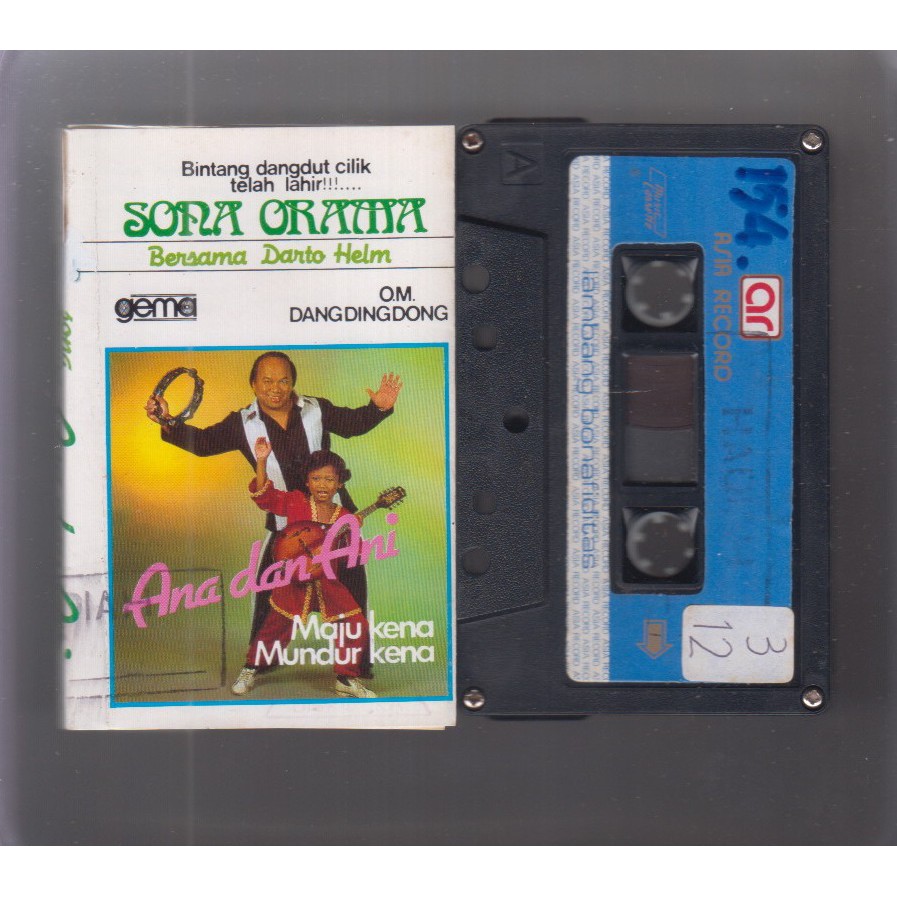 Bintang dangdut cilik
telah lahir!!!....
SONA ORAMA
Bersama Darto Helm
gema
O.M.
DANGDINGDONG
Ana dan Ani
Maju kena
Mundur kena
A
154.
ar
ASIA RECORD
lambang bonafiditas
3
12